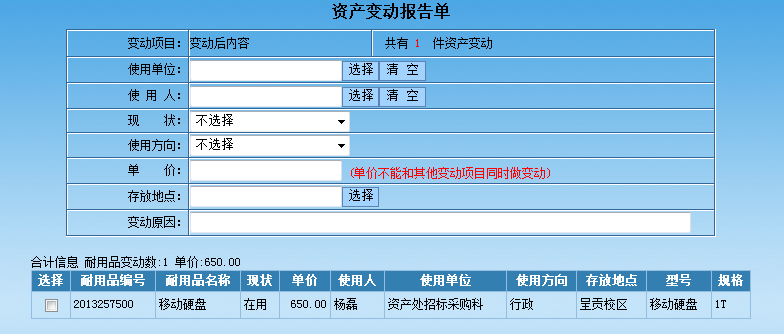 资产变动报告单
变动项目: 变动后内容 共有 1 件资产变动
使用单位: 选择 清 空
使 用 人: 选择 清 空
现 状: 不选择
使用方向: 不选择
单 价: (单价不能和其他变动项目同时做变动)
存放地点: 选择
变动原因:
合计信息 耐用品变动数:1 单价:650.00
选择 耐用品编号 耐用品名称 现状 单价 使用人 使用单位 使用方向 存放地点 型号 规格
2013257500 移动硬盘 在用 650.00 杨磊 资产处招标采购科 行政 呈贡校区 移动硬盘 1T